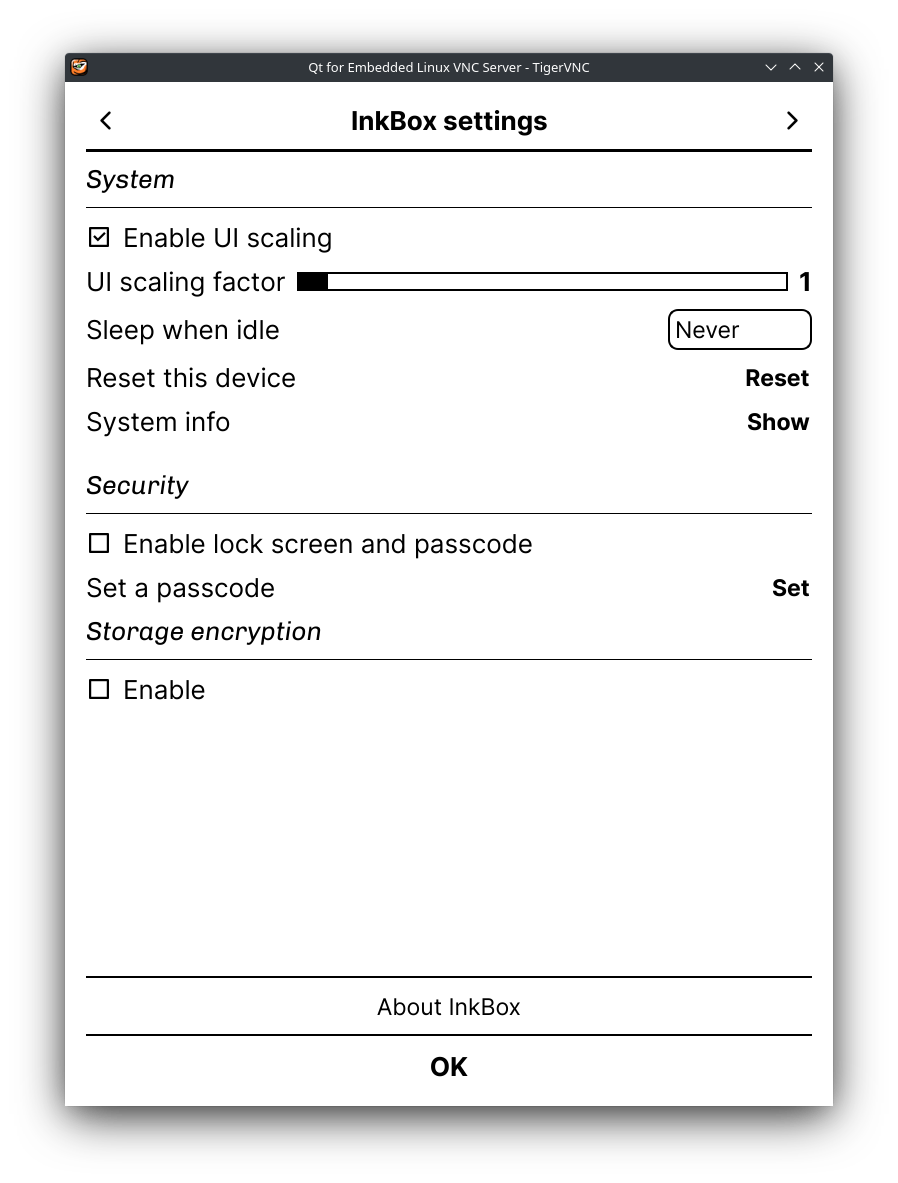 Qt for Embedded Linux VNC Server - TigerVNC
InkBox settings
System
Enable UI scaling
UI scaling factor 1
Sleep when idle Never
Reset this device Reset
System info Show
Security
Enable lock screen and passcode
Set a passcode Set
Storage encryption
Enable
About InkBox
OK